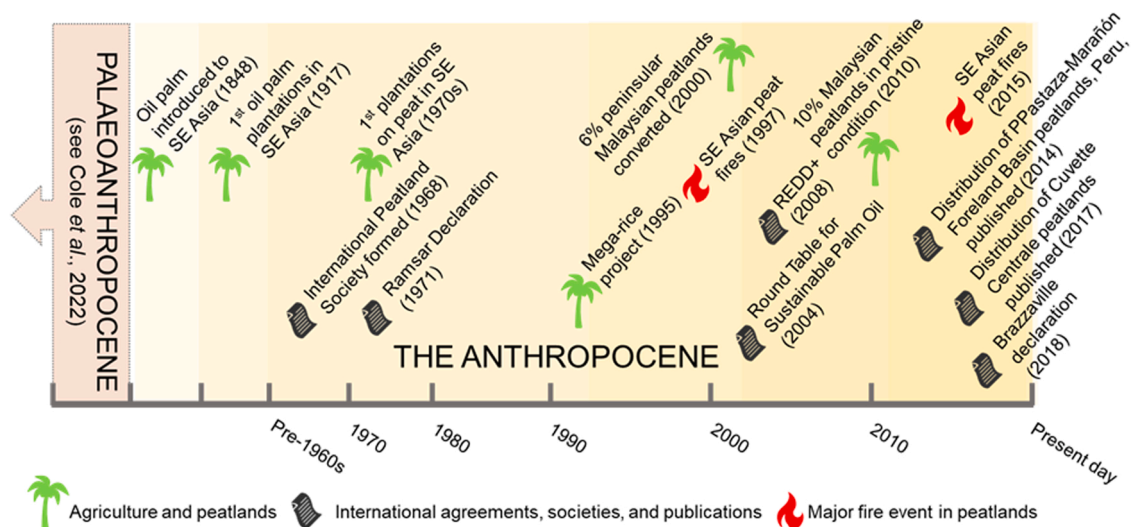 PALAEOANTHROPOCENE
(see Cole et al., 2022)
Oil palm
introduced to
SE Asia (1848)
1st oil palm
plantations in
SE Asia (1917)
1st plantations
on peat in SE
Asia (1970s)
International Peatland
Society formed (1968)
Ramsar Declaration
(1971)
6% peninsular
Malaysian peatlands
converted (2000)
Mega-rice
project (1995)
SE Asian peat
fires (1997)
10% Malaysian
peatlands in pristine
condition (2010)
REDD+
(2008)
Round Table for
Sustainable Palm Oil
(2004)
SE Asian
peat fires
(2015)
Distribution of PPastaza-Marañón
Foreland Basin peatlands, Peru,
published (2014)
Distribution of Cuvette
Centrale peatlands
published (2017)
Brazzaville
declaration
(2018)
THE ANTHROPOCENE
Pre-1960s
1970
1980
1990
2000
2010
Present day
Agriculture and peatlands
International agreements, societies, and publications
Major fire event in peatlands